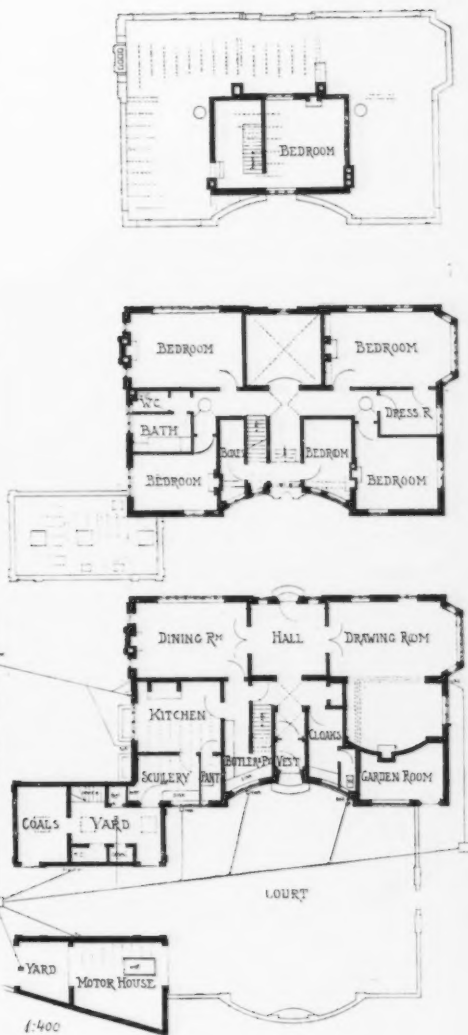 BEDROOM
BEDROOM
BEDROOM
W.C.
DRESS. R.
BATH
BEDROOM
BEDROOM
BEDROOM
DINING RM
HALL
DRAWING ROOM
KITCHEN
CLOAKS
SCULLERY
PANT
BUTLER'S P.
VEST
GARDEN ROOM
COALS
YARD
COURT
YARD
MOTOR HOUSE
1:400